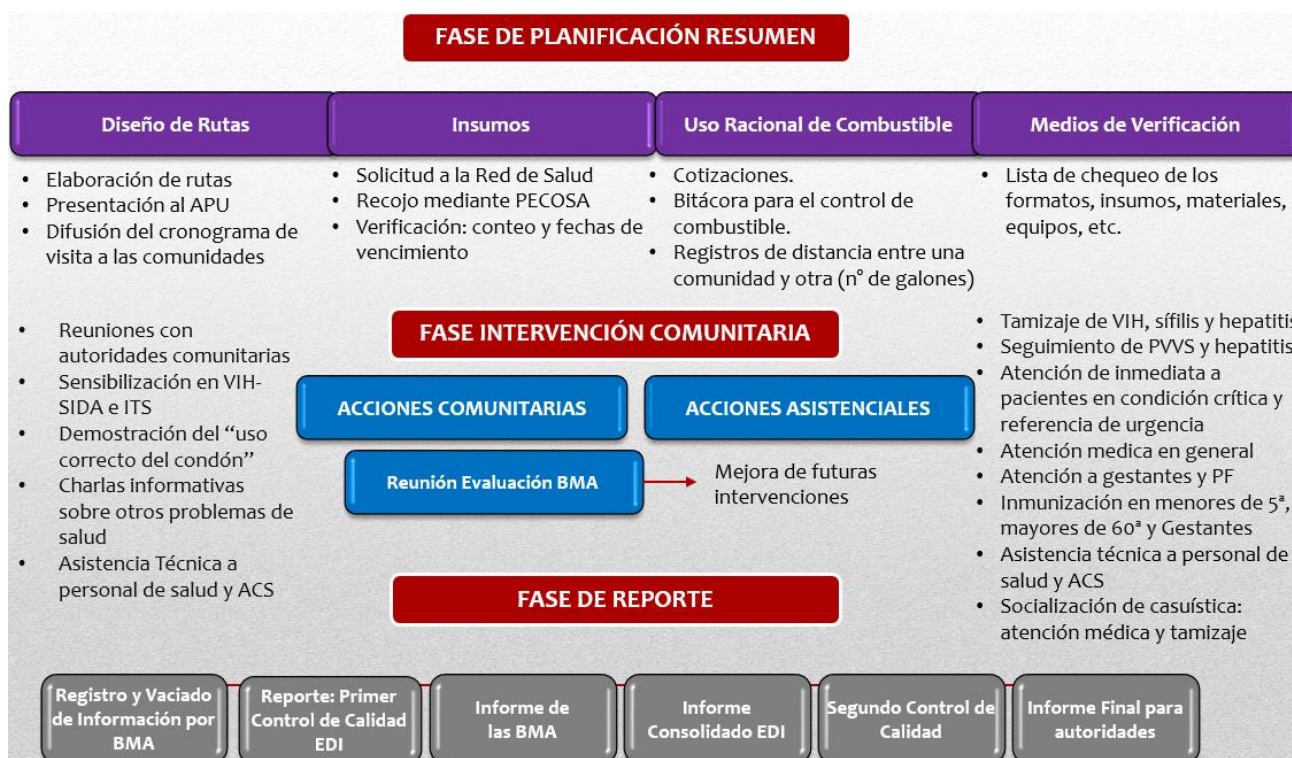 FASE DE PLANIFICACIÓN RESUMEN
Diseño de Rutas
• Elaboración de rutas
• Presentación al APU
• Difusión del cronograma de
visita a las comunidades
Insumos
• Solicitud a la Red de Salud
• Recojo mediante PECOSA
• Verificación: conteo y fechas de
vencimiento
Uso Racional de Combustible
• Cotizaciones.
• Bitácora para el control de
combustible.
• Registros de distancia entre una
comunidad y otra (n° de galones)
Medios de Verificación
• Lista de chequeo de los
formatos, insumos, materiales,
equipos, etc.
FASE INTERVENCIÓN COMUNITARIA
• Reuniones con
autoridades comunitarias
• Sensibilización en VIH-
SIDA e ITS
• Demostración del “uso
correcto del condón”
• Charlas informativas
sobre otros problemas de
salud
• Asistencia Técnica a
personal de salud y ACS
ACCIONES COMUNITARIAS
ACCIONES ASISTENCIALES
Reunión Evaluación BMA
Mejora de futuras
intervenciones
• Tamizaje de VIH, sífilis y hepatitis
• Seguimiento de PVVS y hepatitis
• Atención de inmediata a
pacientes en condición crítica y
referencia de urgencia
• Atención medica en general
• Atención a gestantes y PF
• Inmunización en menores de 5ª,
mayores de 60ª y Gestantes
• Asistencia técnica a personal de
salud y ACS
• Socialización de casuística:
atención médica y tamizaje
FASE DE REPORTE
Registro y Vaciado
de Información por
BMA
Reporte: Primer
Control de Calidad
EDI
Informe de
las BMA
Informe
Consolidado EDI
Segundo Control de
Calidad
Informe Final para
autoridades